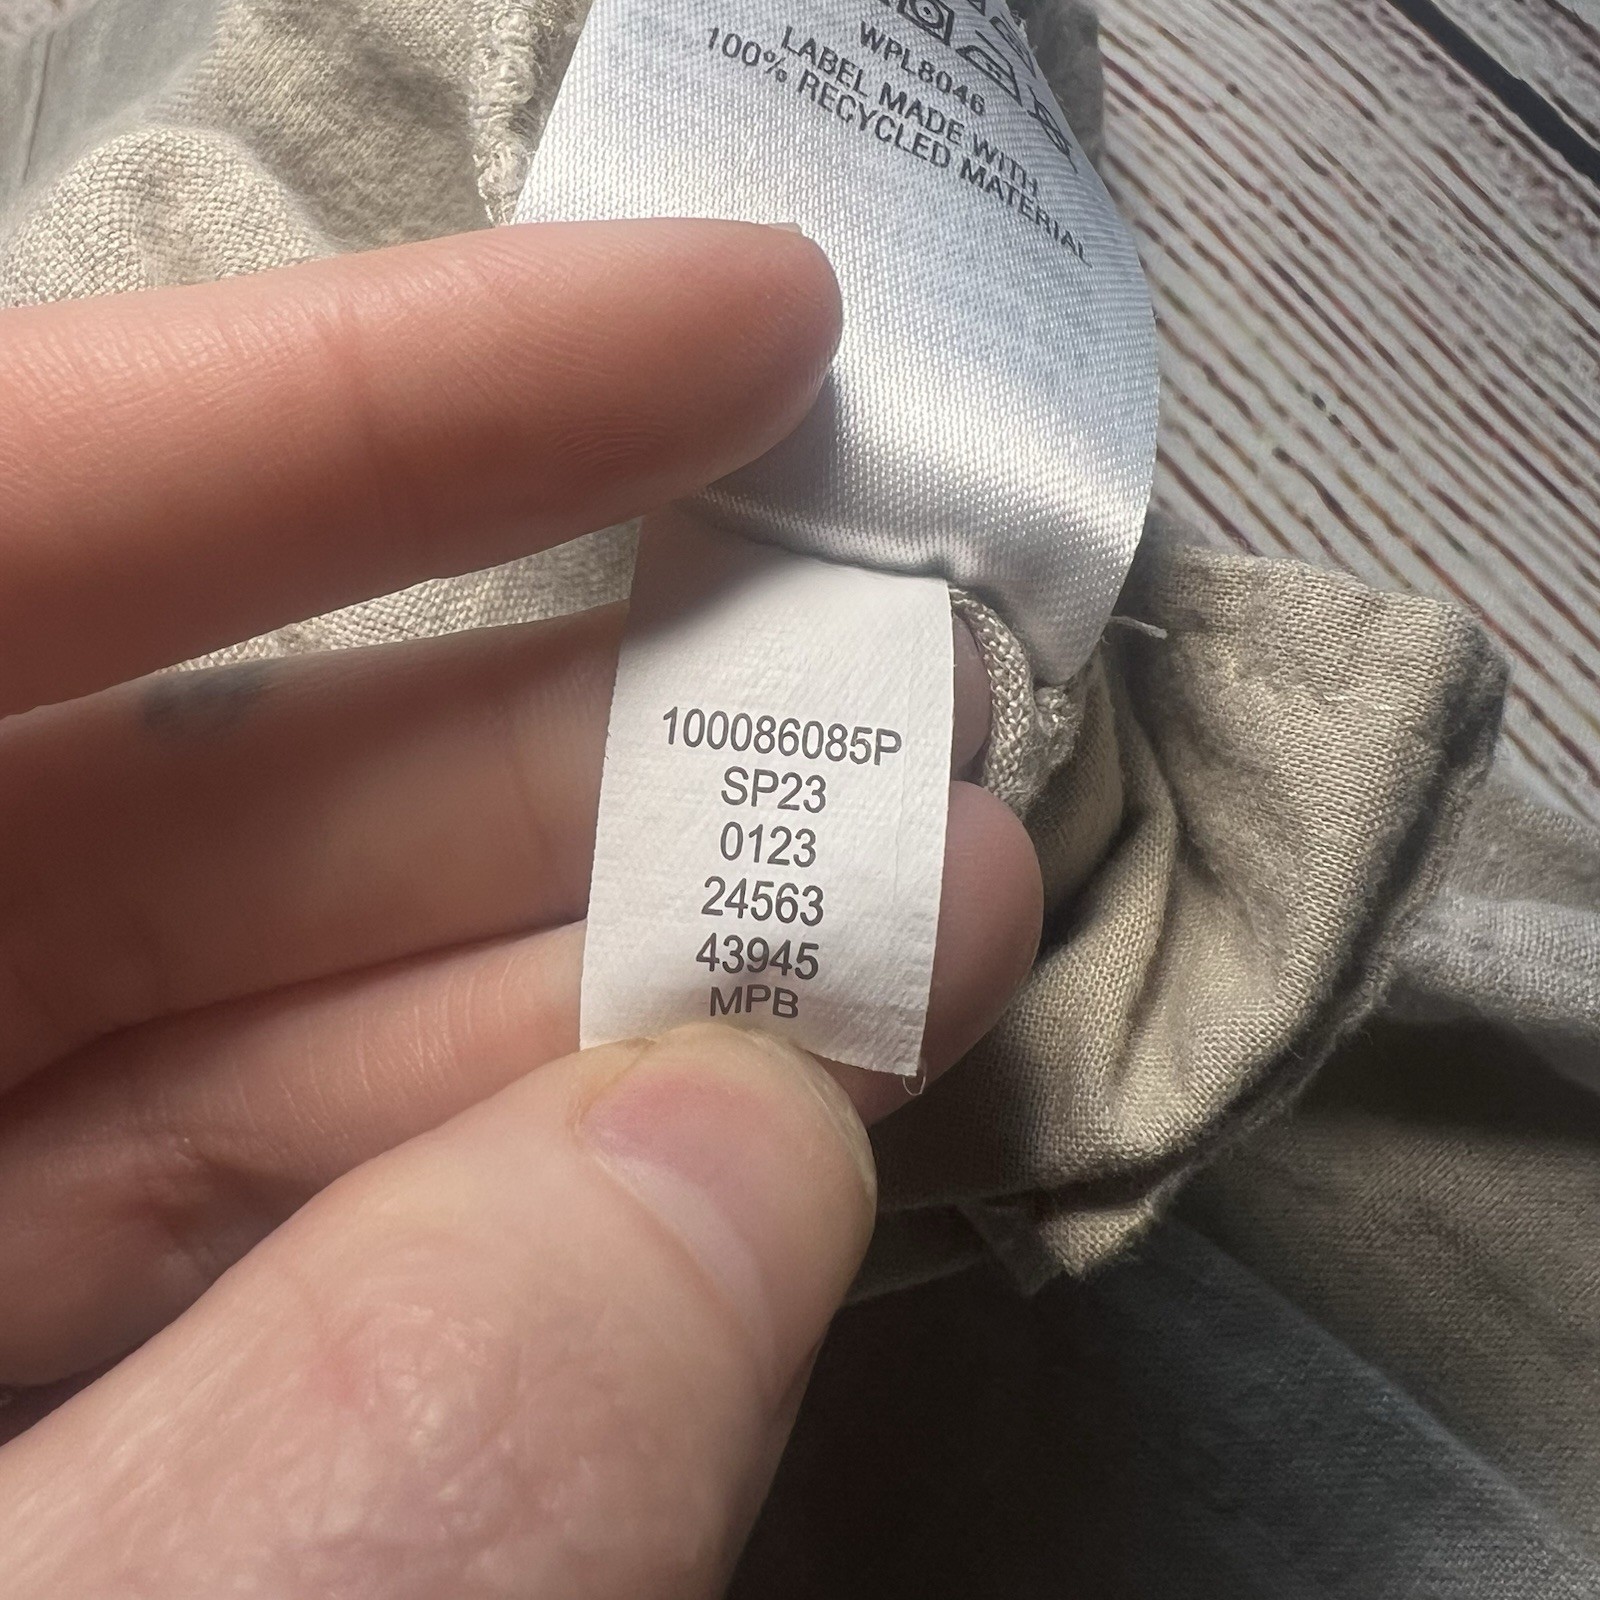 WPL8046
LABEL MADE WITH
100% RECYCLED MATERIAL
100086085P
SP23
0123
24563
43945
MPB